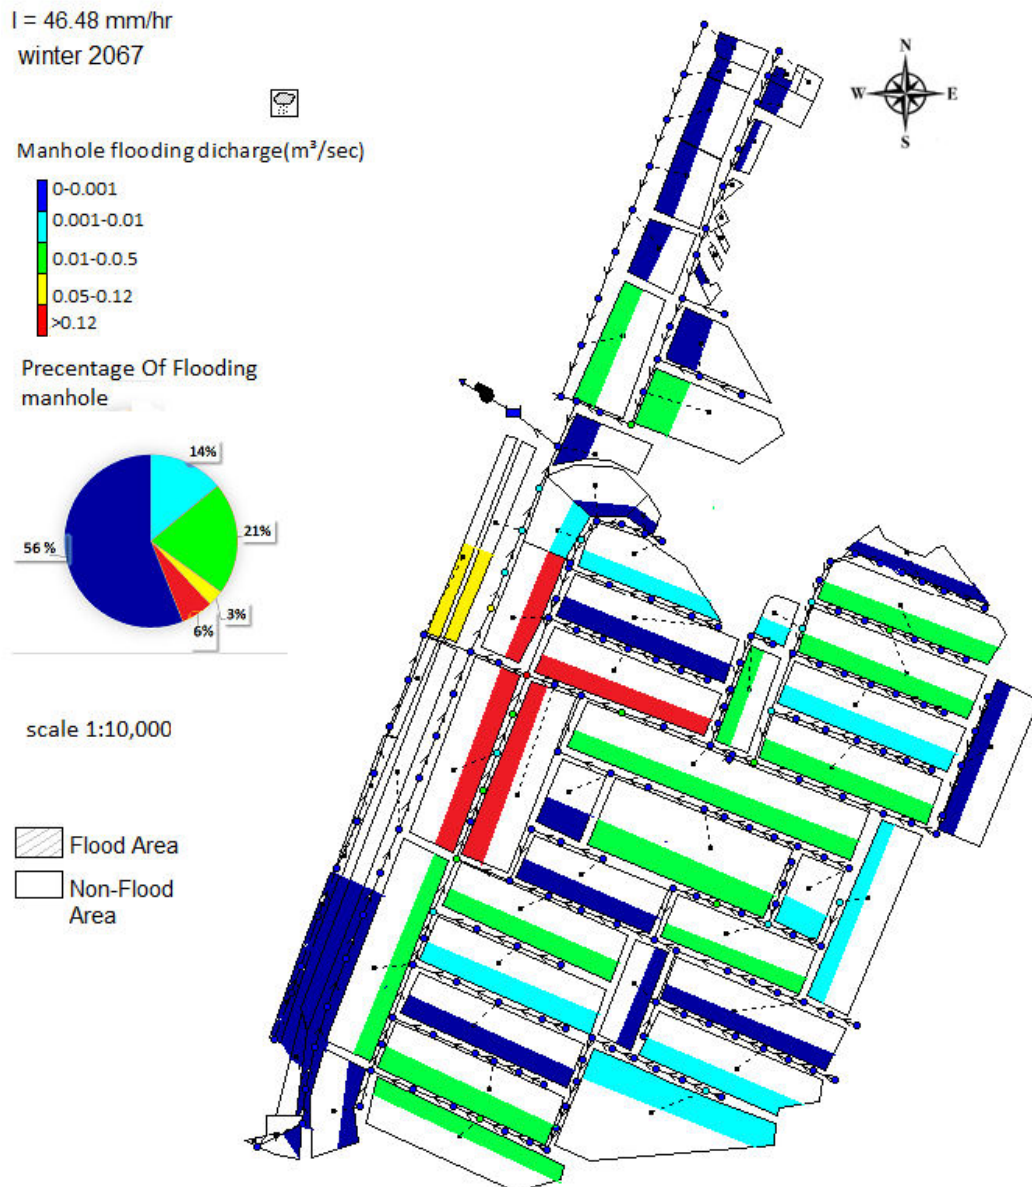 I = 46.48 mm/hr
winter 2067
N
W E
S
Manhole flooding dicharge(m³/sec)
0-0.001
0.001-0.01
0.01-0.0.5
0.05-0.12
>0.12
Precentage Of Flooding
manhole
14%
21%
56 %
3%
6%
scale 1:10,000
Flood Area
Non-Flood
Area